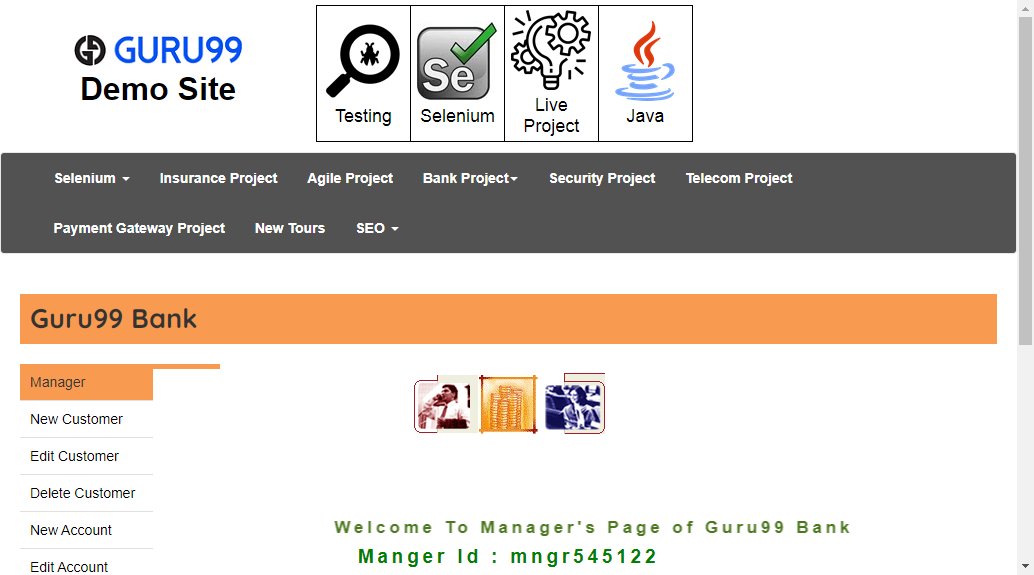 GURU99
Demo Site
Testing
Se
Selenium
Live
Project
Java
Selenium
Insurance Project
Agile Project
Bank Project
Security Project
Telecom Project
Payment Gateway Project
New Tours
SEO
Guru99 Bank
Manager
New Customer
Edit Customer
Delete Customer
New Account
Edit Account
Welcome To Manager's Page of Guru99 Bank
Manger Id : mngr545122